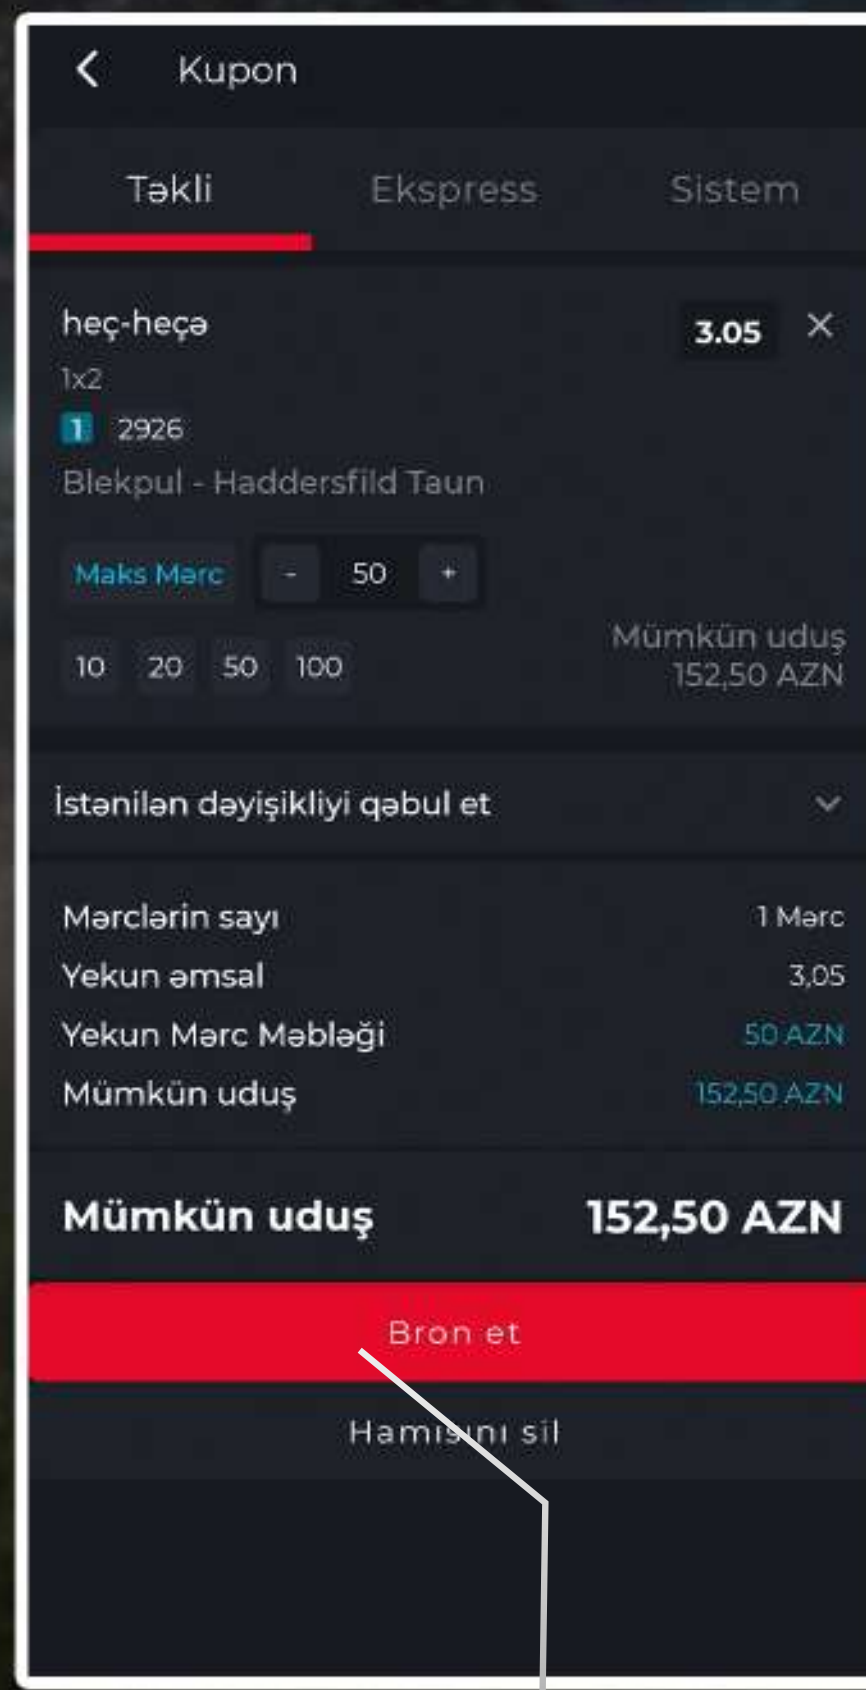 Kupon
Təkli Ekspress Sistem
heç-heçə 3.05
1x2
1 2926
Blekpul - Haddersfild Taun
Maks Mərc - 50 +
10 20 50 100
Mümkün uduş
152,50 AZN
İstənilən dəyişikliyi qəbul et
Mərclərin sayı 1 Mərc
Yekun əmsal 3,05
Yekun Mərc Məbləği 50 AZN
Mümkün uduş 152,50 AZN
Mümkün uduş 152,50 AZN
Bron et
Hamısını sil